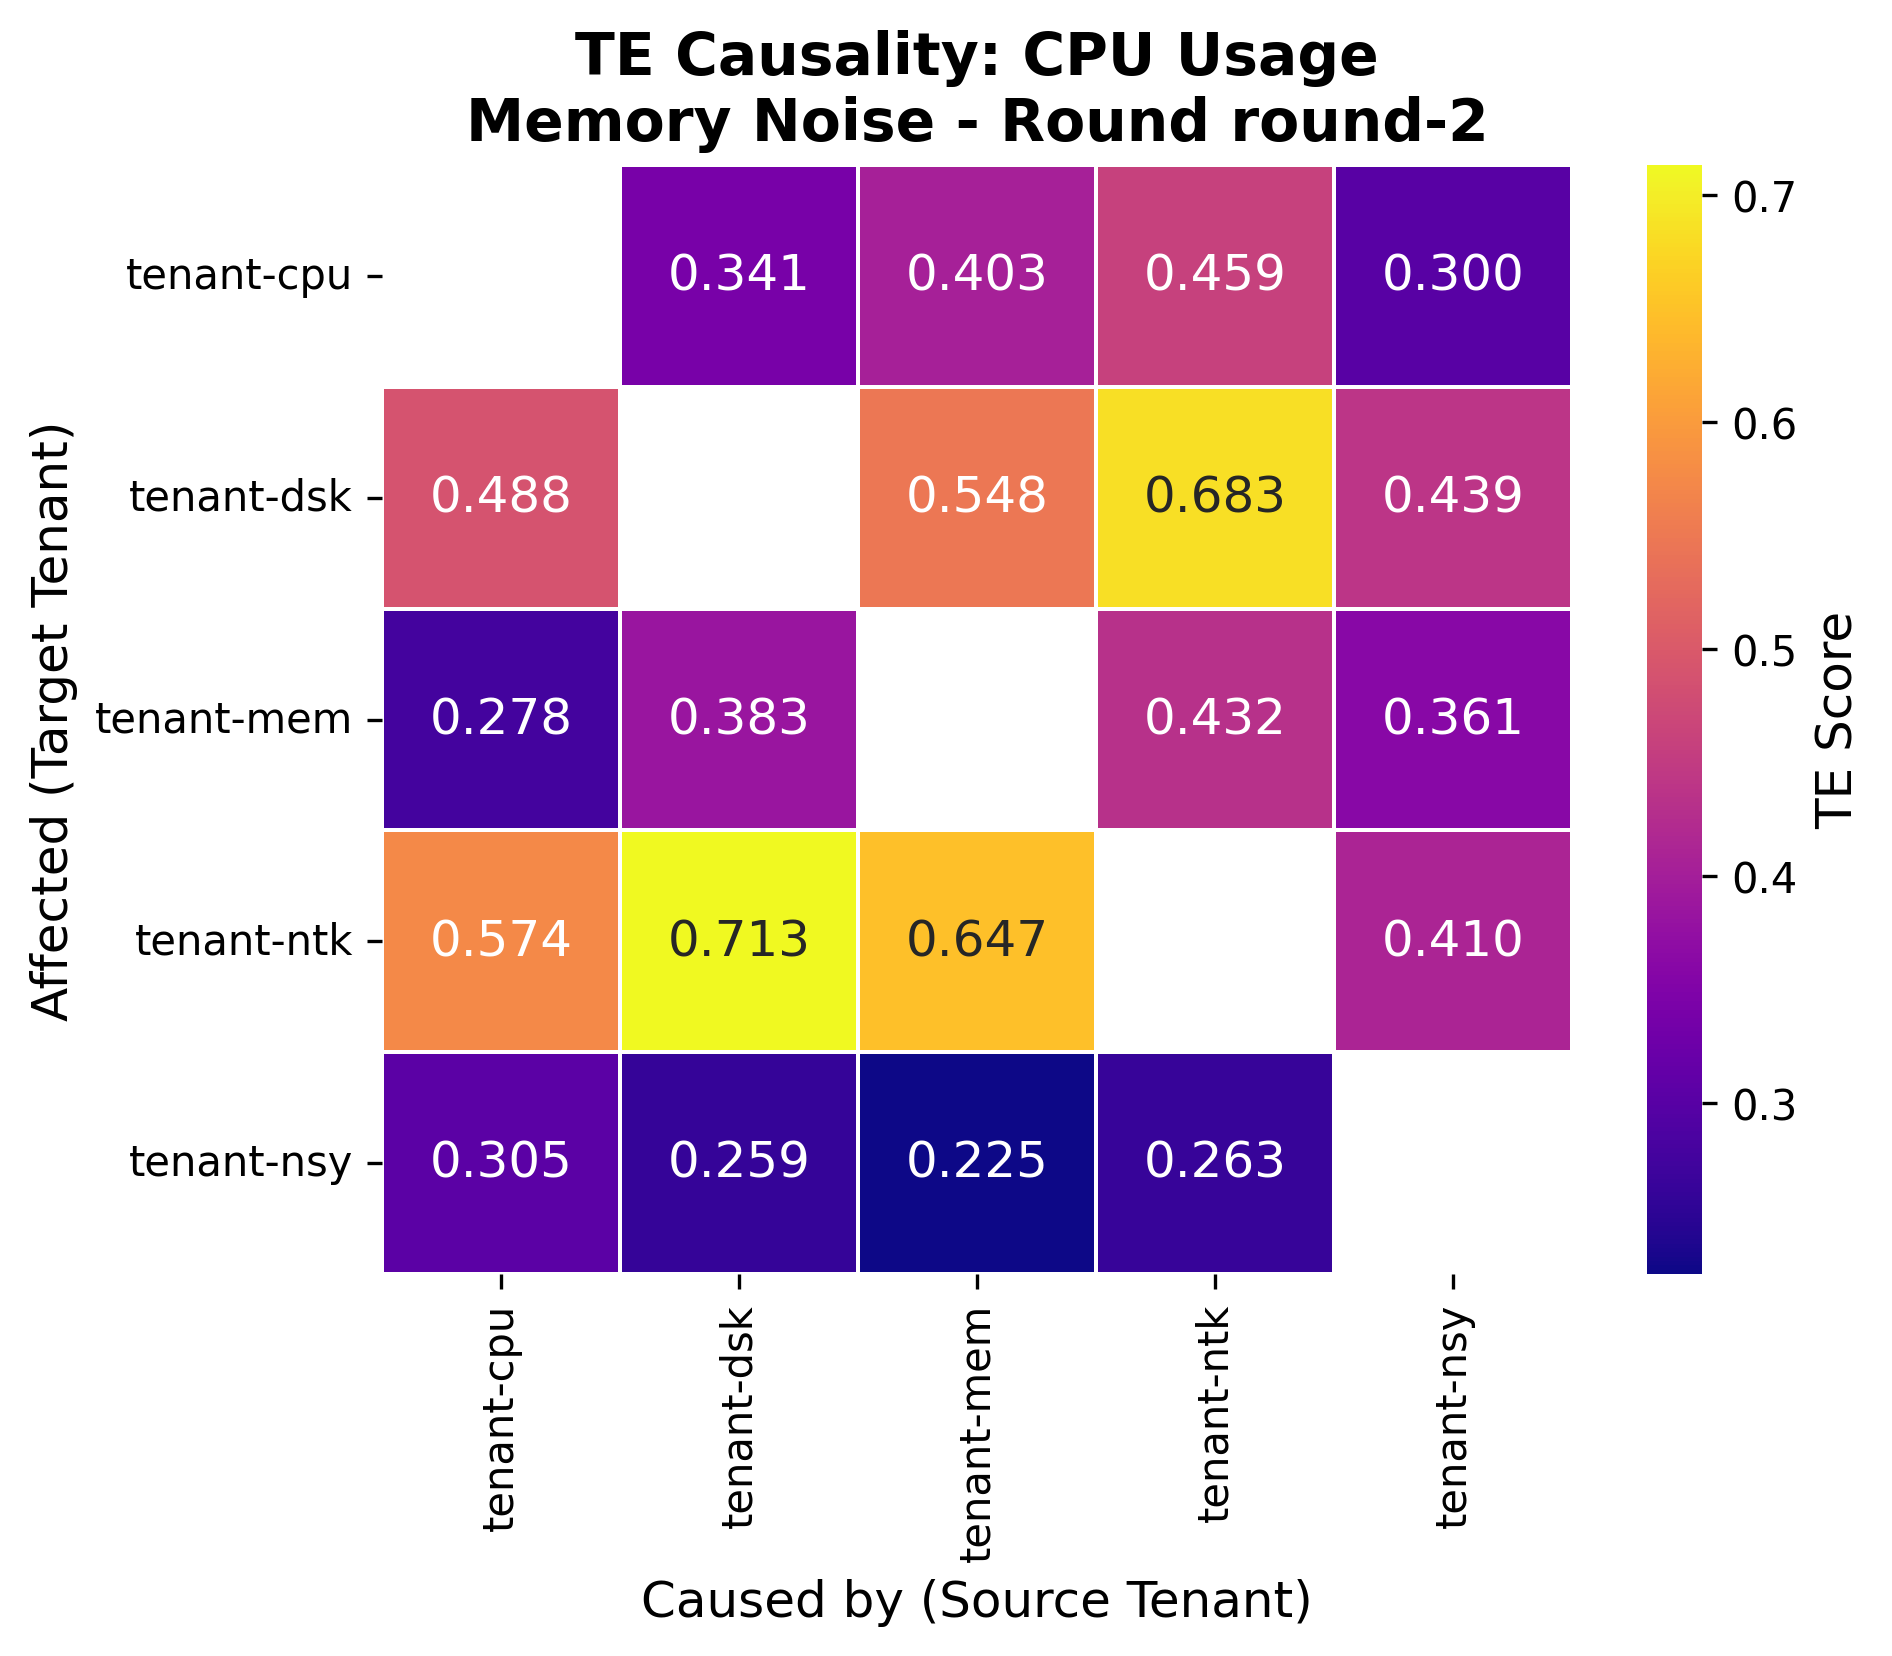 TE Causality: CPU Usage
Memory Noise - Round round-2
Affected (Target Tenant)
tenant-cpu 0.341 0.403 0.459 0.300
tenant-dsk 0.488 0.548 0.683 0.439
tenant-mem 0.278 0.383 0.432 0.361
tenant-ntk 0.574 0.713 0.647 0.410
tenant-nsy 0.305 0.259 0.225 0.263
tenant-cpu tenant-dsk tenant-mem tenant-ntk tenant-nsy
Caused by (Source Tenant)
0.7
0.6
0.5
0.4
0.3
TE Score